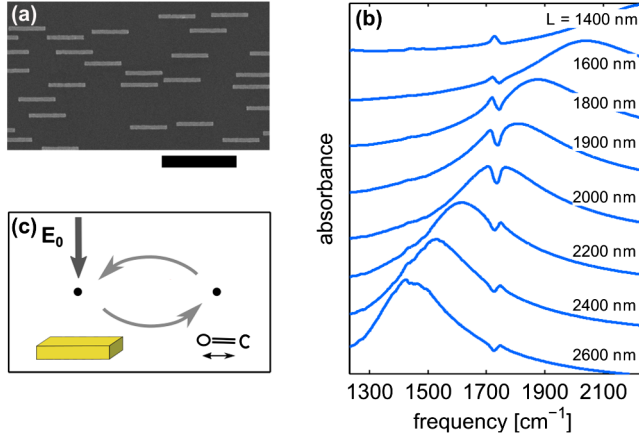 (a)
(b)
L = 1400 nm
1600 nm
1800 nm
1900 nm
2000 nm
2200 nm
2400 nm
2600 nm
absorbance
1300 1500 1700 1900 2100
frequency [cm⁻¹]
(c)
E₀
O=C